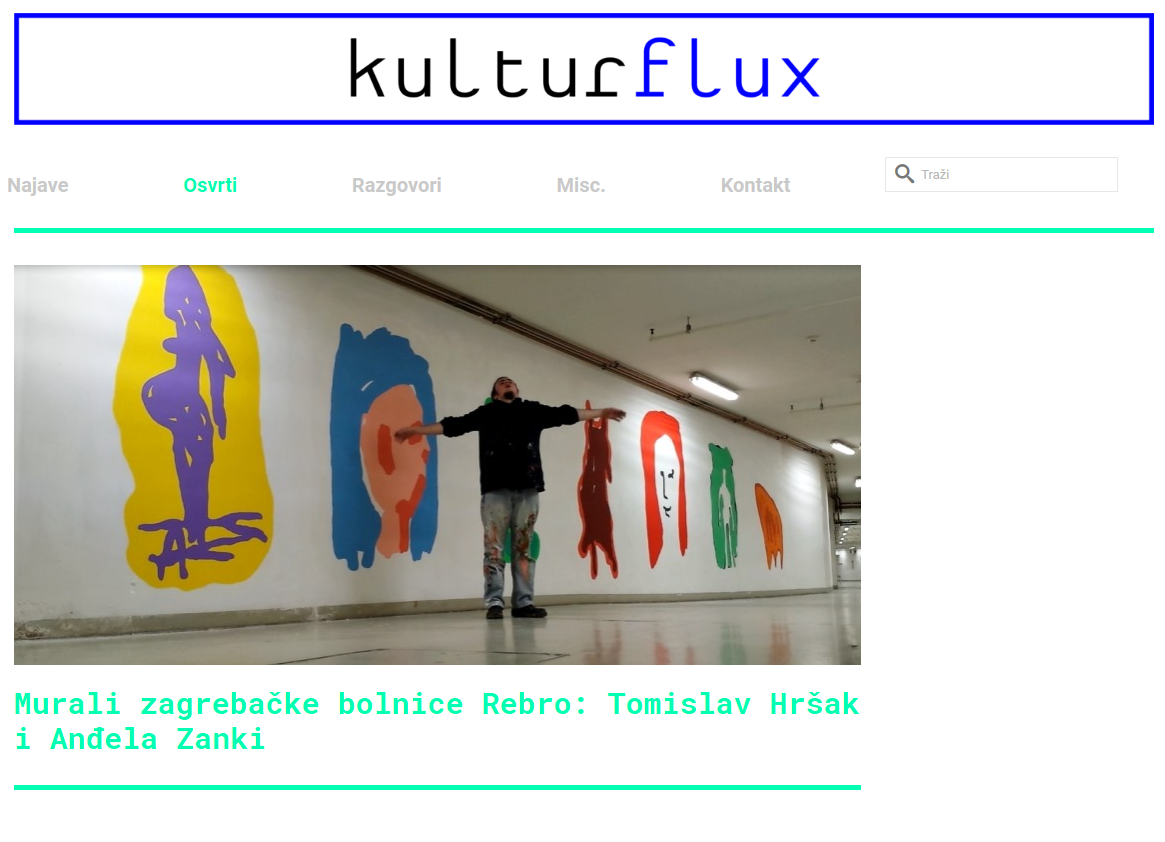 kulturflux
Najave Osvrti Razgovori Misc. Kontakt Traži
Murali zagrebačke bolnice Rebro: Tomislav Hršak
i Anđela Zanki